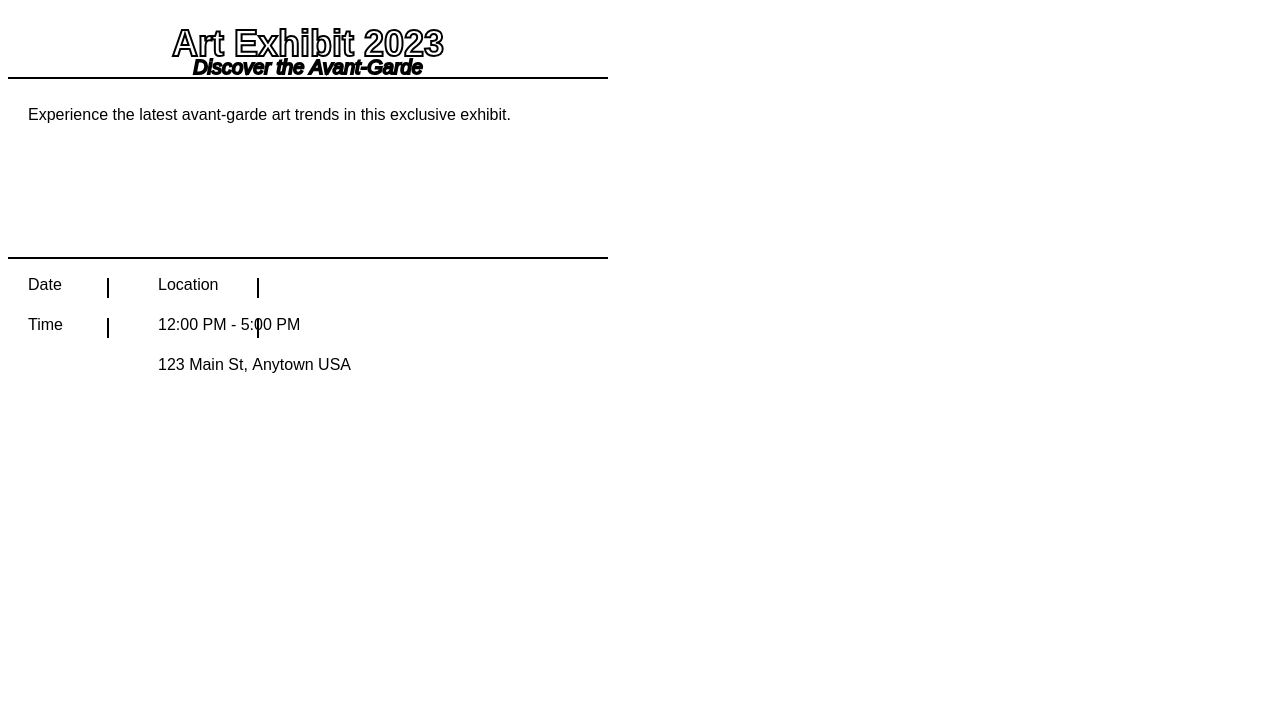 Art Exhibit 2023
Discover the Avant-Garde
Experience the latest avant-garde art trends in this exclusive exhibit.
Date Location
Time 12:00 PM - 5:00 PM
123 Main St, Anytown USA